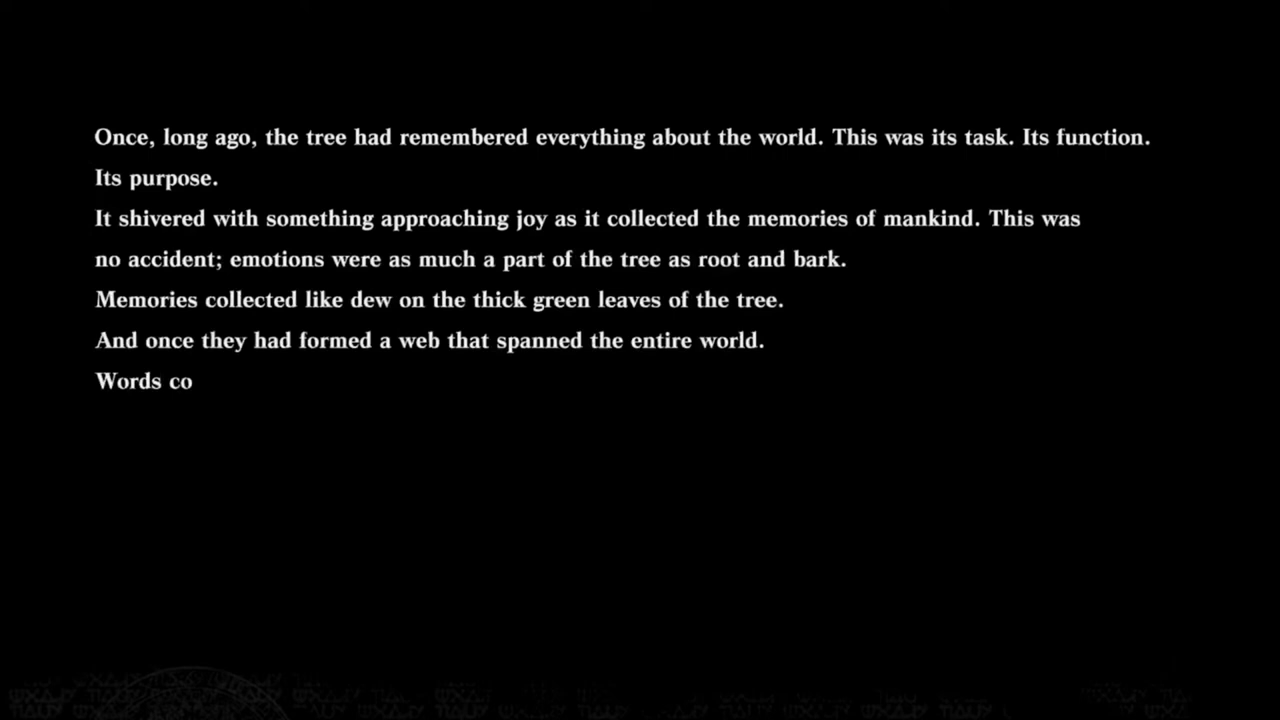 Once, long ago, the tree had remembered everything about the world. This was its task. Its function.
Its purpose.
It shivered with something approaching joy as it collected the memories of mankind. This was
no accident; emotions were as much a part of the tree as root and bark.
Memories collected like dew on the thick green leaves of the tree.
And once they had formed a web that spanned the entire world.
Words co